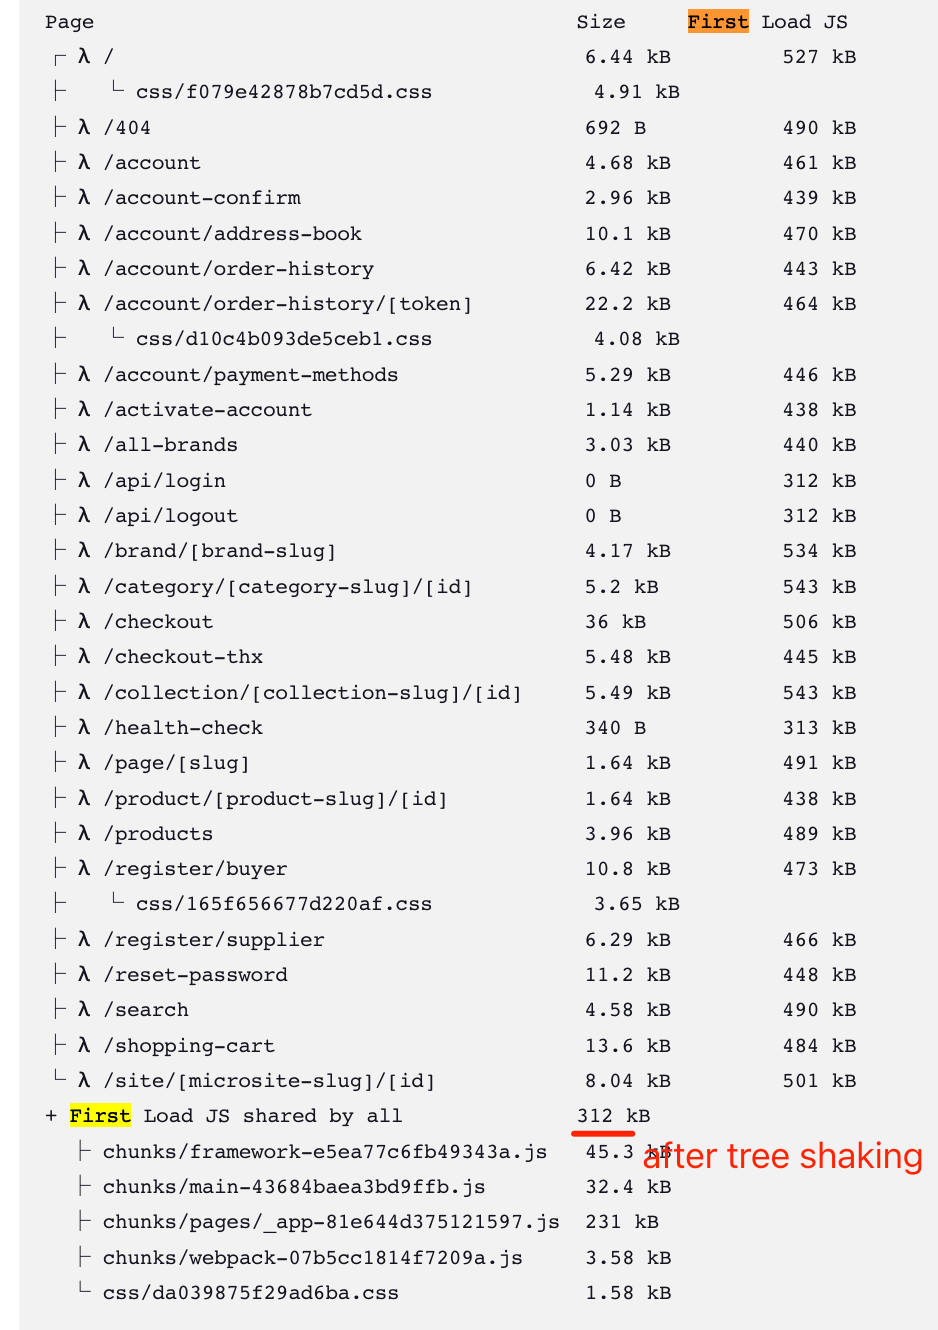 Page Size First Load JS
┌ λ / 6.44 kB 527 kB
├ └ css/f079e42878b7cd5d.css 4.91 kB
├ λ /404 692 B 490 kB
├ λ /account 4.68 kB 461 kB
├ λ /account-confirm 2.96 kB 439 kB
├ λ /account/address-book 10.1 kB 470 kB
├ λ /account/order-history 6.42 kB 443 kB
├ λ /account/order-history/[token] 22.2 kB 464 kB
├ └ css/d10c4b093de5ceb1.css 4.08 kB
├ λ /account/payment-methods 5.29 kB 446 kB
├ λ /activate-account 1.14 kB 438 kB
├ λ /all-brands 3.03 kB 440 kB
├ λ /api/login 0 B 312 kB
├ λ /api/logout 0 B 312 kB
├ λ /brand/[brand-slug] 4.17 kB 534 kB
├ λ /category/[category-slug]/[id] 5.2 kB 543 kB
├ λ /checkout 36 kB 506 kB
├ λ /checkout-thx 5.48 kB 445 kB
├ λ /collection/[collection-slug]/[id] 5.49 kB 543 kB
├ λ /health-check 340 B 313 kB
├ λ /page/[slug] 1.64 kB 491 kB
├ λ /product/[product-slug]/[id] 1.64 kB 438 kB
├ λ /products 3.96 kB 489 kB
├ λ /register/buyer 10.8 kB 473 kB
├ └ css/165f656677d220af.css 3.65 kB
├ λ /register/supplier 6.29 kB 466 kB
├ λ /reset-password 11.2 kB 448 kB
├ λ /search 4.58 kB 490 kB
├ λ /shopping-cart 13.6 kB 484 kB
└ λ /site/[microsite-slug]/[id] 8.04 kB 501 kB
+ First Load JS shared by all 312 kB
├ chunks/framework-e5ea77c6fb49343a.js 45.3 kB
after tree shaking
├ chunks/main-43684baea3bd9ffb.js 32.4 kB
├ chunks/pages/_app-81e644d375121597.js 231 kB
├ chunks/webpack-07b5cc1814f7209a.js 3.58 kB
└ css/da039875f29ad6ba.css 1.58 kB